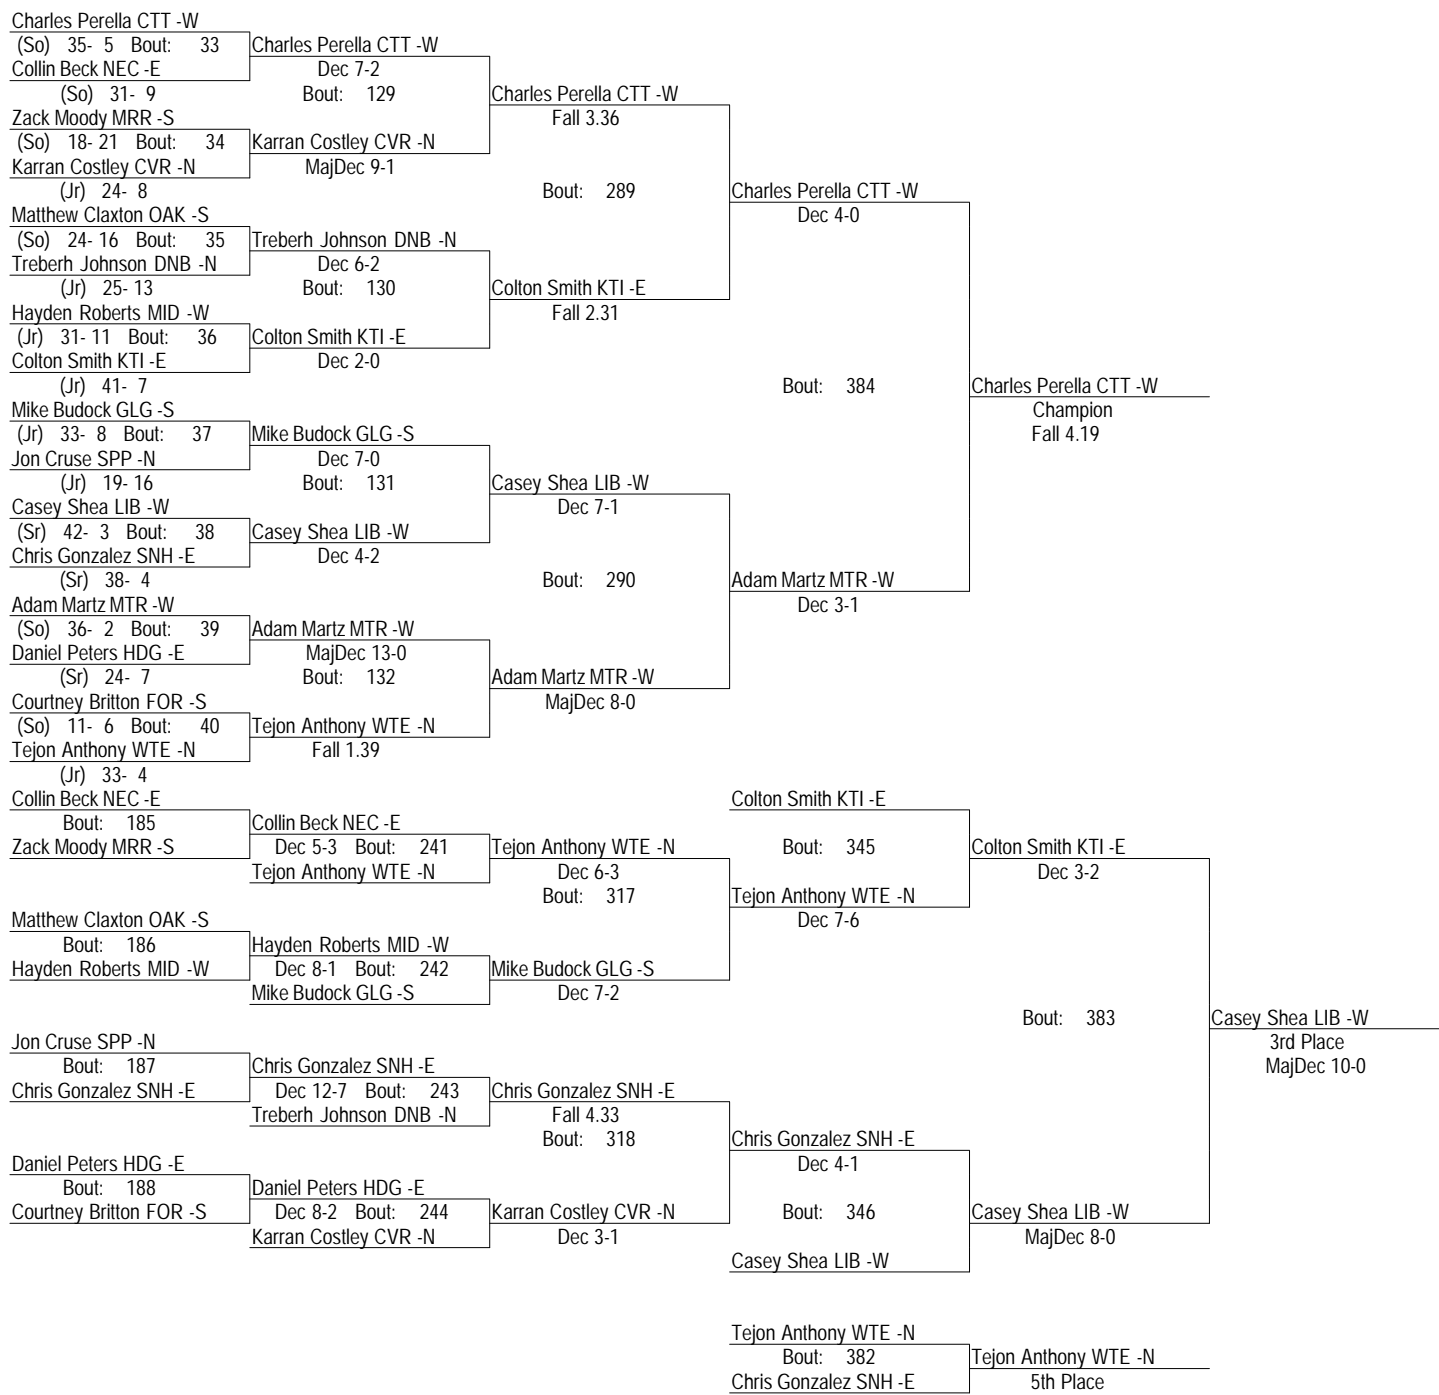 Charles Perella CTT -W
(So) 35- 5 Bout: 33 Charles Perella CTT -W
Collin Beck NEC -E Dec 7-2
(So) 31- 9 Bout: 129 Charles Perella CTT -W
Zack Moody MRR -S Fall 3.36
(So) 18- 21 Bout: 34 Karran Costley CVR -N
Karran Costley CVR -N MajDec 9-1
(Jr) 24- 8 Bout: 289 Charles Perella CTT -W
Matthew Claxton OAK -S Dec 4-0
(So) 24- 16 Bout: 35 Treberh Johnson DNB -N
Treberh Johnson DNB -N Dec 6-2
(Jr) 25- 13 Bout: 130 Colton Smith KTI -E
Hayden Roberts MID -W Fall 2.31
(Jr) 31- 11 Bout: 36 Colton Smith KTI -E
Colton Smith KTI -E Dec 2-0
(Jr) 41- 7 Bout: 384 Charles Perella CTT -W
Mike Budock GLG -S Champion
(Jr) 33- 8 Bout: 37 Mike Budock GLG -S Fall 4.19
Jon Cruse SPP -N Dec 7-0
(Jr) 19- 16 Bout: 131 Casey Shea LIB -W
Casey Shea LIB -W Dec 7-1
(Sr) 42- 3 Bout: 38 Casey Shea LIB -W
Chris Gonzalez SNH -E Dec 4-2
(Sr) 38- 4 Bout: 290 Adam Martz MTR -W
Adam Martz MTR -W Dec 3-1
(So) 36- 2 Bout: 39 Adam Martz MTR -W
Daniel Peters HDG -E MajDec 13-0
(Sr) 24- 7 Bout: 132 Adam Martz MTR -W
Courtney Britton FOR -S MajDec 8-0
(So) 11- 6 Bout: 40 Tejon Anthony WTE -N
Tejon Anthony WTE -N Fall 1.39
(Jr) 33- 4
Collin Beck NEC -E Colton Smith KTI -E
Bout: 185 Collin Beck NEC -E
Zack Moody MRR -S Dec 5-3 Bout: 241 Tejon Anthony WTE -N Bout: 345 Colton Smith KTI -E
Tejon Anthony WTE -N Dec 6-3 Dec 3-2
Bout: 317 Tejon Anthony WTE -N
Matthew Claxton OAK -S Dec 7-6
Bout: 186 Hayden Roberts MID -W
Hayden Roberts MID -W Dec 8-1 Bout: 242 Mike Budock GLG -S
Mike Budock GLG -S Dec 7-2
Bout: 383 Casey Shea LIB -W
Jon Cruse SPP -N 3rd Place
Bout: 187 Chris Gonzalez SNH -E MajDec 10-0
Chris Gonzalez SNH -E Dec 12-7 Bout: 243 Chris Gonzalez SNH -E
Treberh Johnson DNB -N Fall 4.33
Bout: 318 Chris Gonzalez SNH -E
Daniel Peters HDG -E Dec 4-1
Bout: 188 Daniel Peters HDG -E
Courtney Britton FOR -S Dec 8-2 Bout: 244 Karran Costley CVR -N Bout: 346 Casey Shea LIB -W
Karran Costley CVR -N Dec 3-1 MajDec 8-0
Casey Shea LIB -W
Tejon Anthony WTE -N
Bout: 382 Tejon Anthony WTE -N
Chris Gonzalez SNH -E 5th Place